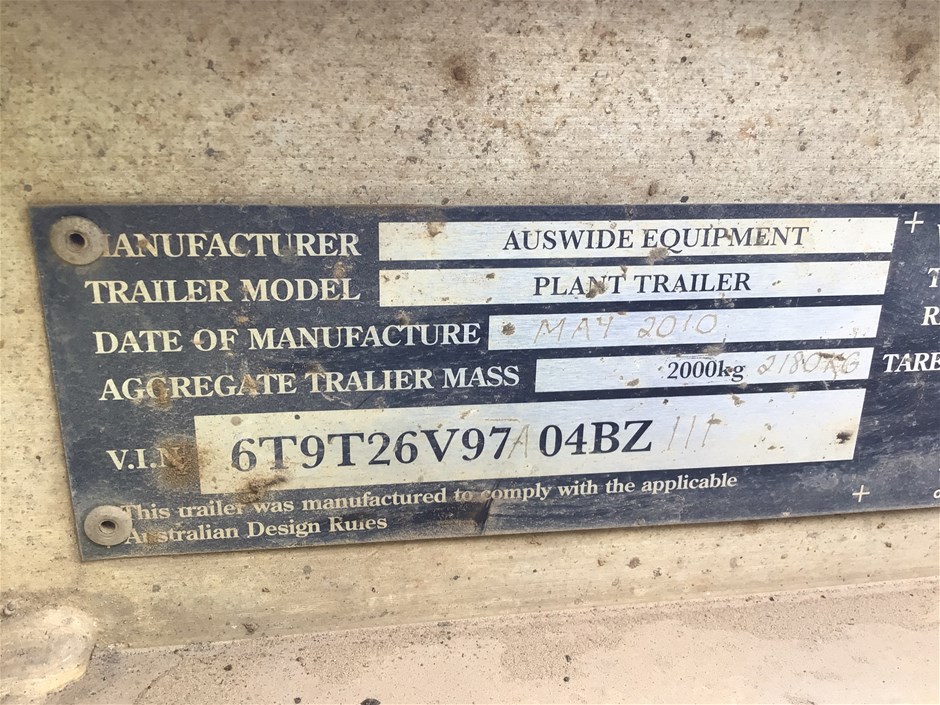 MANUFACTURER AUSWIDE EQUIPMENT
TRAILER MODEL PLANT TRAILER
DATE OF MANUFACTURE MAY 2010
AGGREGATE TRALIER MASS 2000kg 2180KG TARE
V.I.N 6T9T26V97A04BZ111
This trailer was manufactured to comply with the applicable
Australian Design Rules